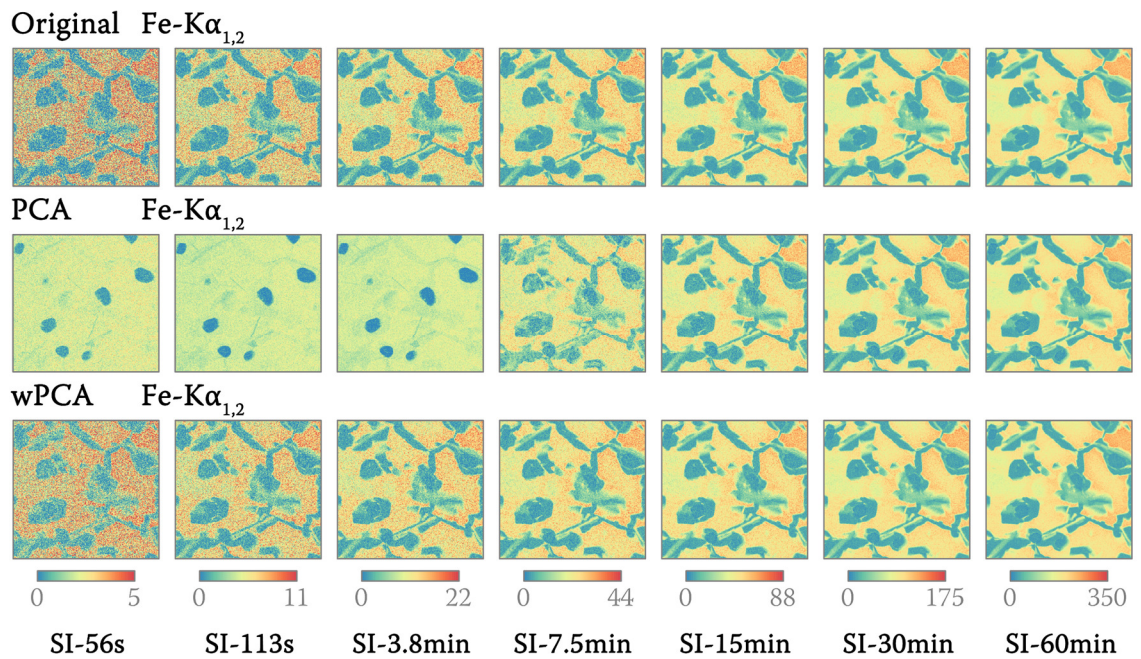 Original Fe-Kα1,2
PCA Fe-Kα1,2
wPCA Fe-Kα1,2
0 5 0 11 0 22 0 44 0 88 0 175 0 350
SI-56s SI-113s SI-3.8min SI-7.5min SI-15min SI-30min SI-60min